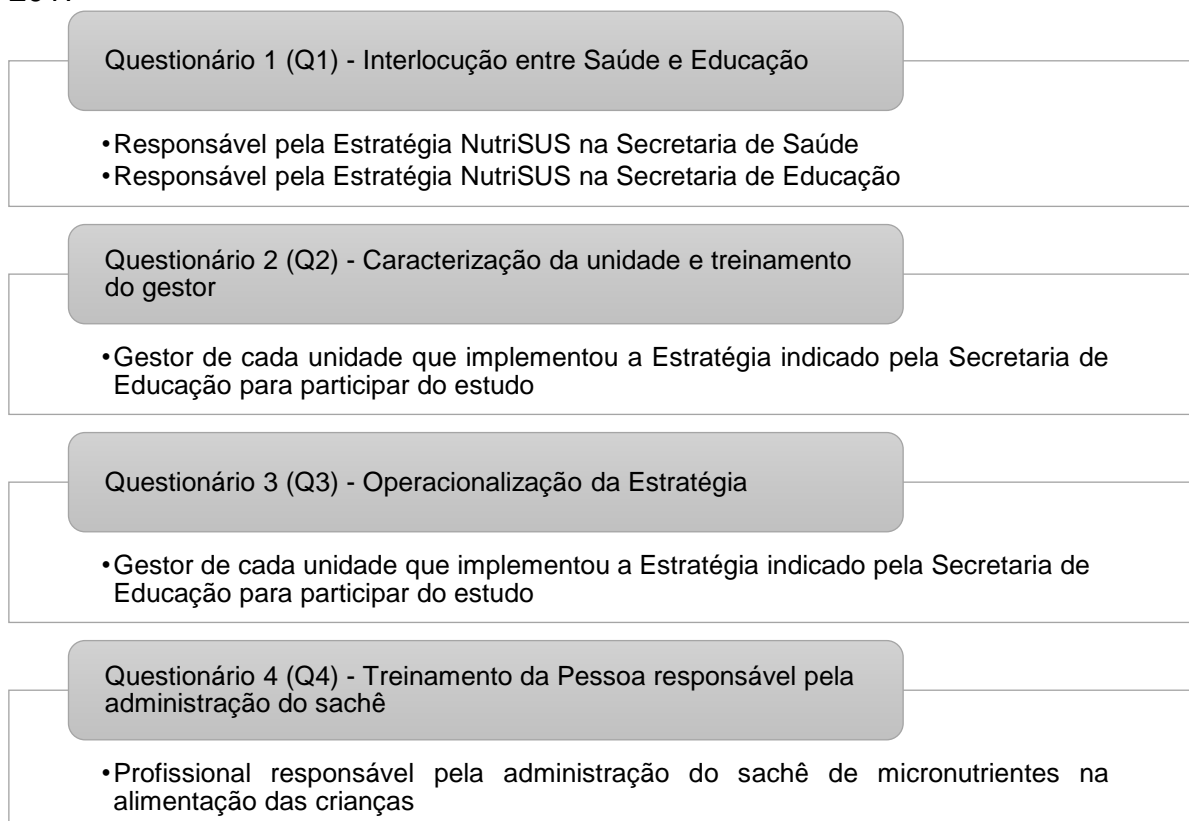 Questionário 1 (Q1) - Interlocução entre Saúde e Educação
•Responsável pela Estratégia NutriSUS na Secretaria de Saúde
•Responsável pela Estratégia NutriSUS na Secretaria de Educação
Questionário 2 (Q2) - Caracterização da unidade e treinamento
do gestor
•Gestor de cada unidade que implementou a Estratégia indicado pela Secretaria de
Educação para participar do estudo
Questionário 3 (Q3) - Operacionalização da Estratégia
•Gestor de cada unidade que implementou a Estratégia indicado pela Secretaria de
Educação para participar do estudo
Questionário 4 (Q4) - Treinamento da Pessoa responsável pela
administração do sachê
•Profissional responsável pela administração do sachê de micronutrientes na
alimentação das crianças